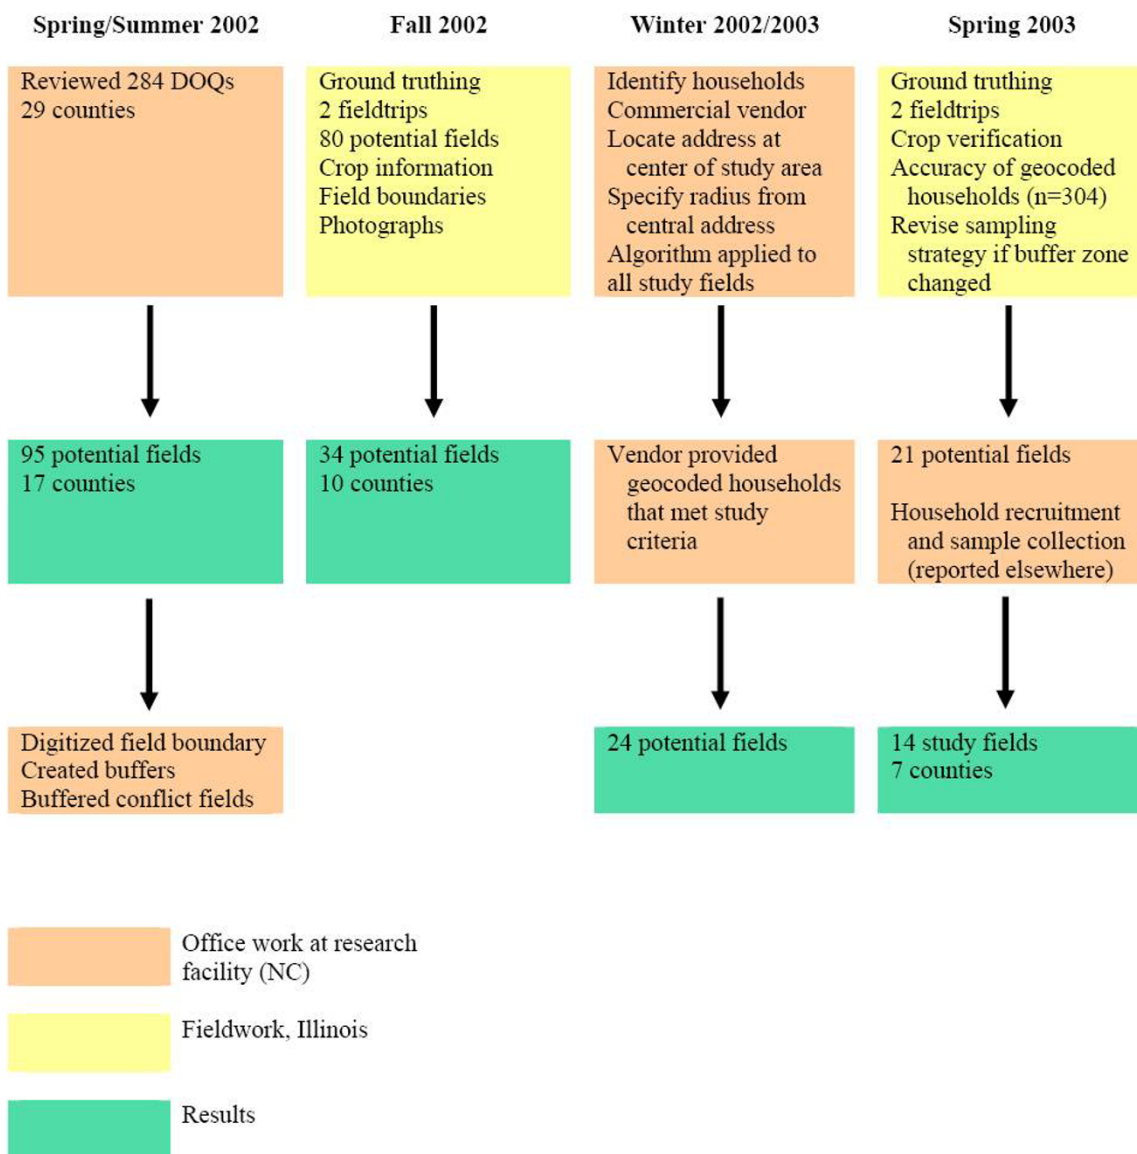 Spring/Summer 2002
Fall 2002
Winter 2002/2003
Spring 2003
Reviewed 284 DOQs
29 counties
Ground truthing
2 fieldtrips
80 potential fields
Crop information
Field boundaries
Photographs
Identify households
Commercial vendor
Locate address at
center of study area
Specify radius from
central address
Algorithm applied to
all study fields
Ground truthing
2 fieldtrips
Crop verification
Accuracy of geocoded
households (n=304)
Revise sampling
strategy if buffer zone
changed
95 potential fields
17 counties
34 potential fields
10 counties
Vendor provided
geocoded households
that met study
criteria
21 potential fields
Household recruitment
and sample collection
(reported elsewhere)
Digitized field boundary
Created buffers
Buffered conflict fields
24 potential fields
14 study fields
7 counties
Office work at research
facility (NC)
Fieldwork, Illinois
Results